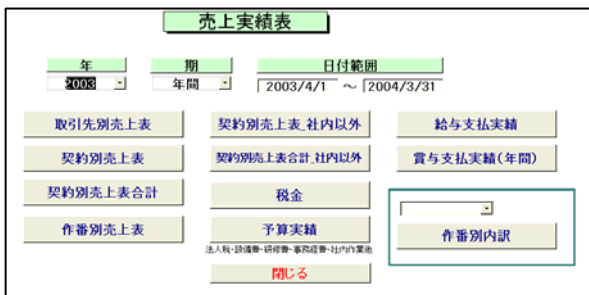 売上実績表
年 期 日付範囲
2003 年間 2003/4/1 ～ 2004/3/31
取引先別売上表 契約別売上表_社内以外 給与支払実績
契約別売上表 契約別売上表合計_社内以外 賞与支払実績(年間)
契約別売上表合計 税金
作番別売上表 予算実績 作番別内訳
法人税・設備費・研修費・事務経費・社内作業他
閉じる